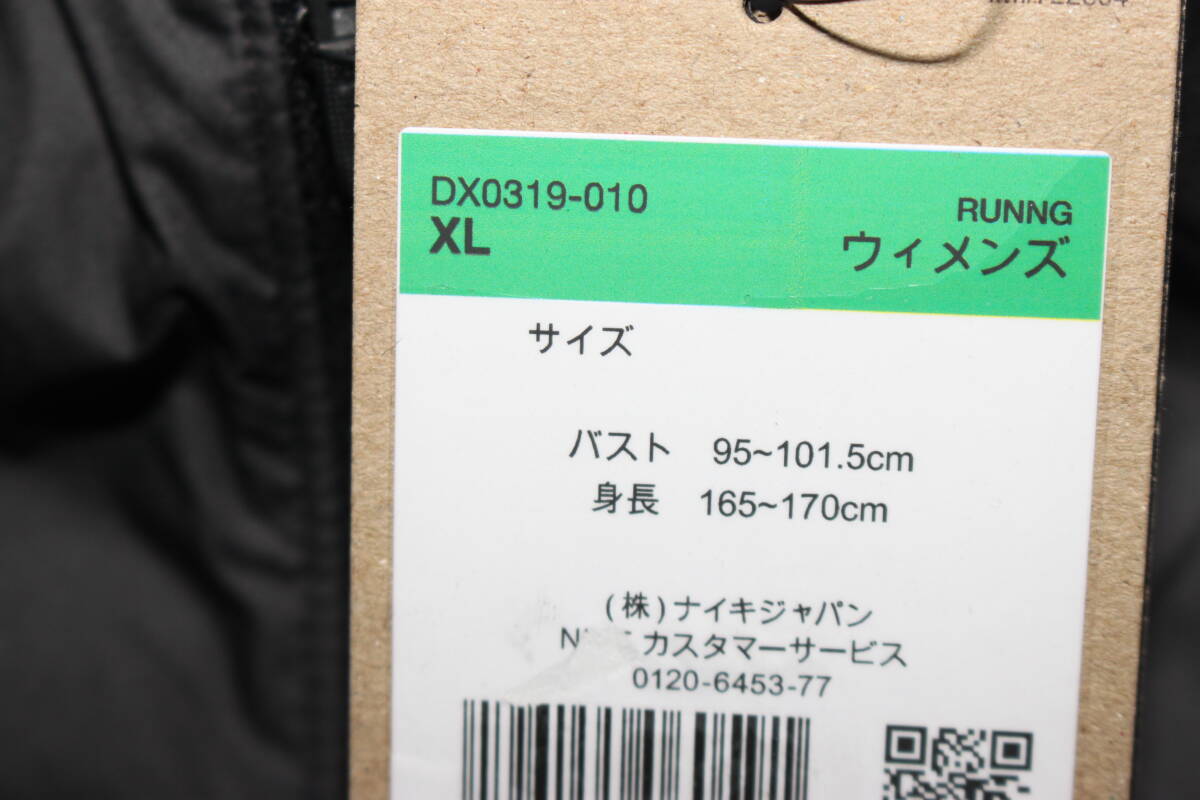 DX0319-010
XL
RUNNG
ウィメンズ
サイズ
バスト 95~101.5cm
身長 165~170cm
(株)ナイキジャパン
カスタマーサービス
0120-6453-77